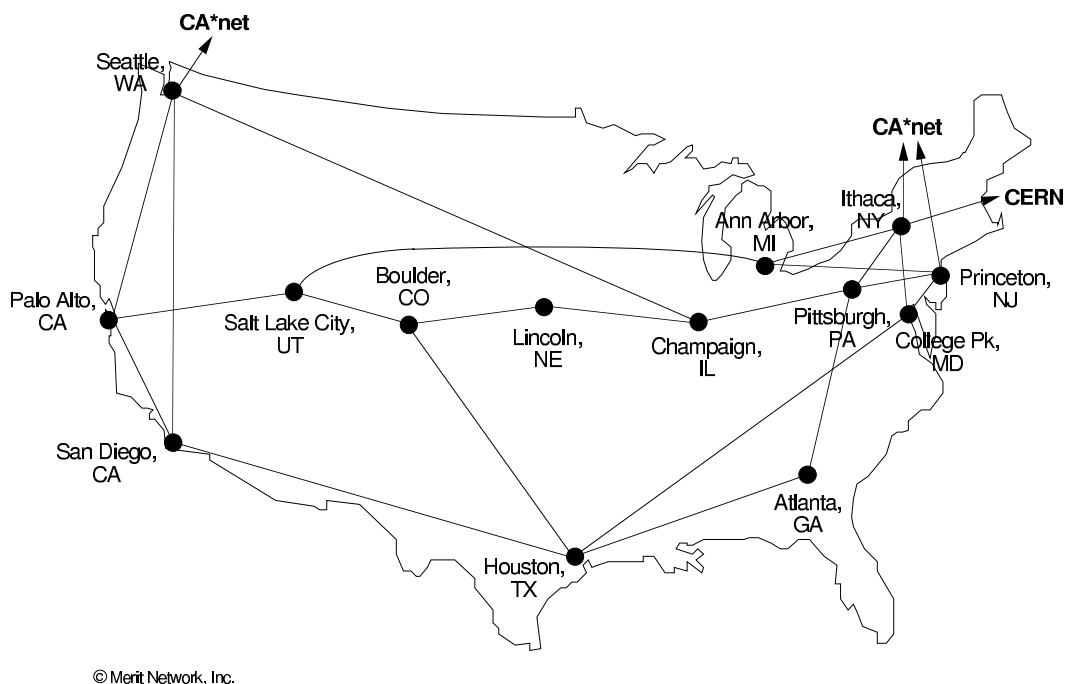 CA*net
Seattle,
WA
CA*net
Ithaca,
NY
CERN
Ann Arbor,
MI
Boulder,
CO
Princeton,
NJ
Palo Alto,
CA
Salt Lake City,
UT
Lincoln,
NE
Champaign,
IL
Pittsburgh,
PA
College Pk,
MD
San Diego,
CA
Atlanta,
GA
Houston,
TX
© Merit Network, Inc.